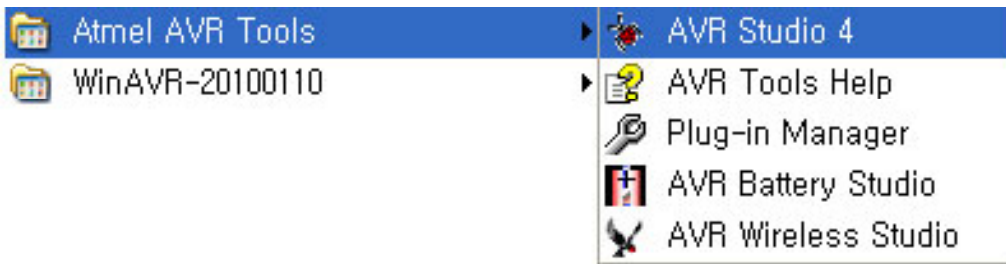 Atmel AVR Tools
WinAVR-20100110
AVR Studio 4
AVR Tools Help
Plug-in Manager
AVR Battery Studio
AVR Wireless Studio